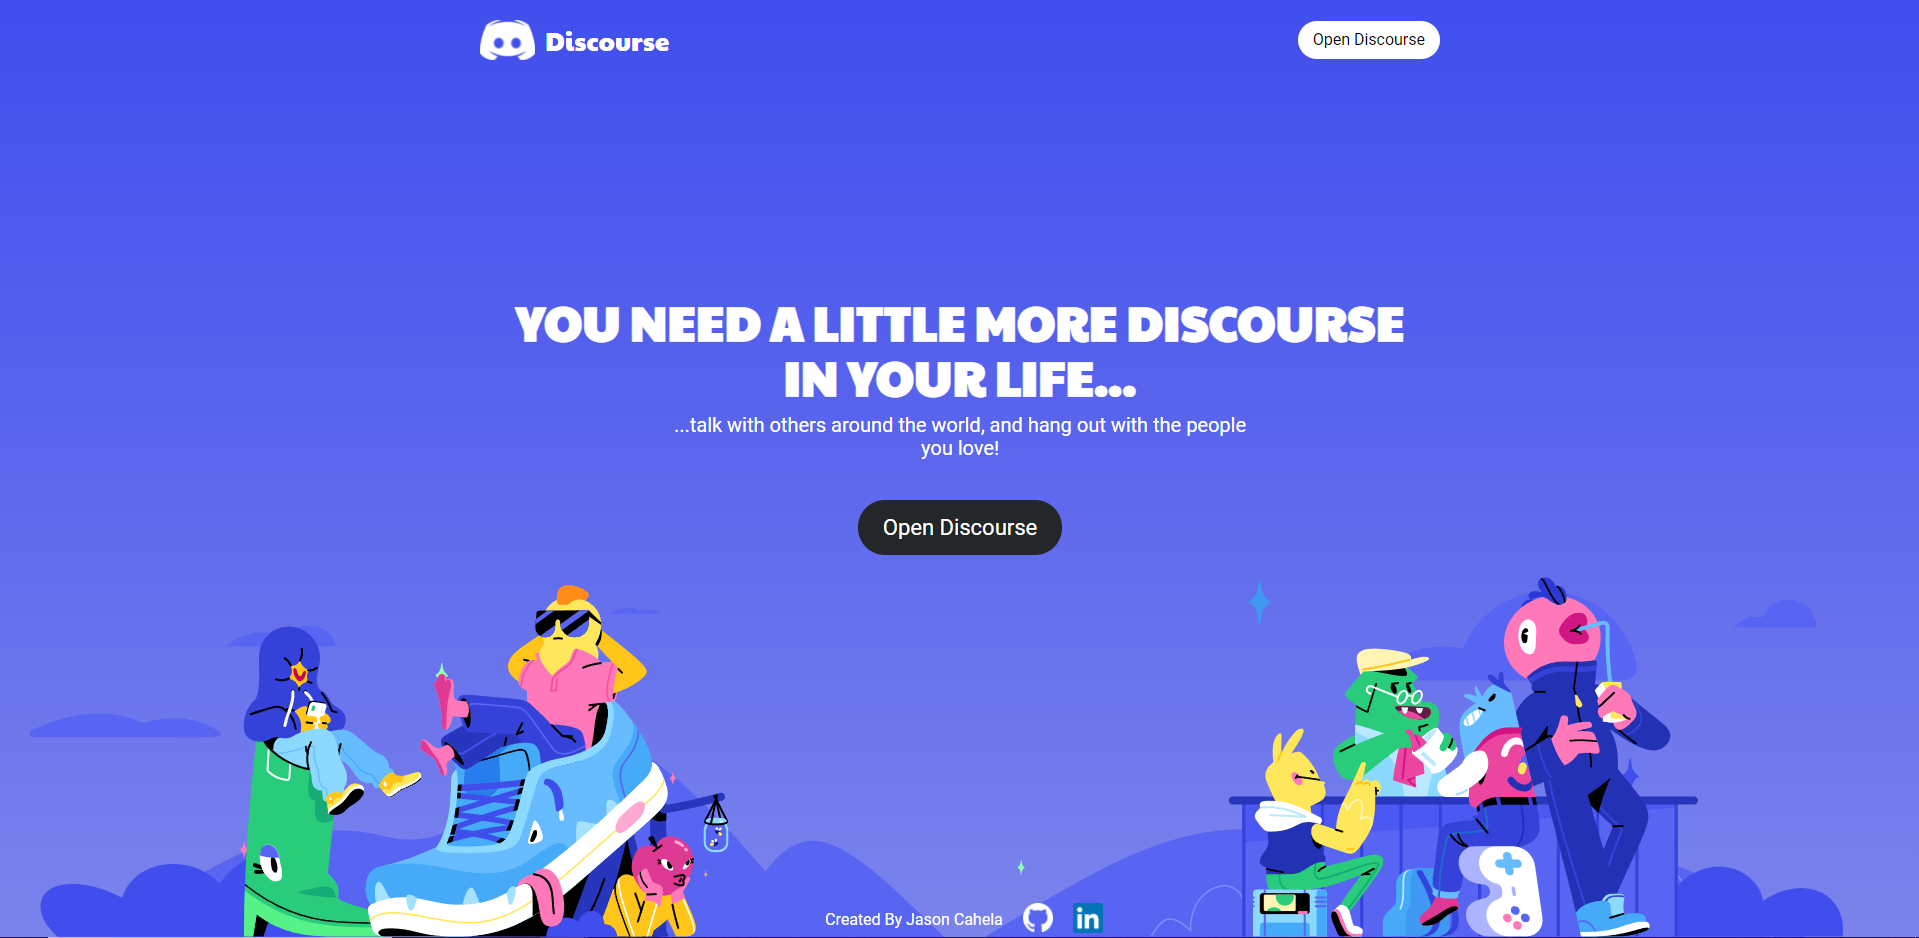 Discourse
Open Discourse
YOU NEED A LITTLE MORE DISCOURSE
IN YOUR LIFE...
...talk with others around the world, and hang out with the people
you love!
Open Discourse
Created By Jason Cahela
in